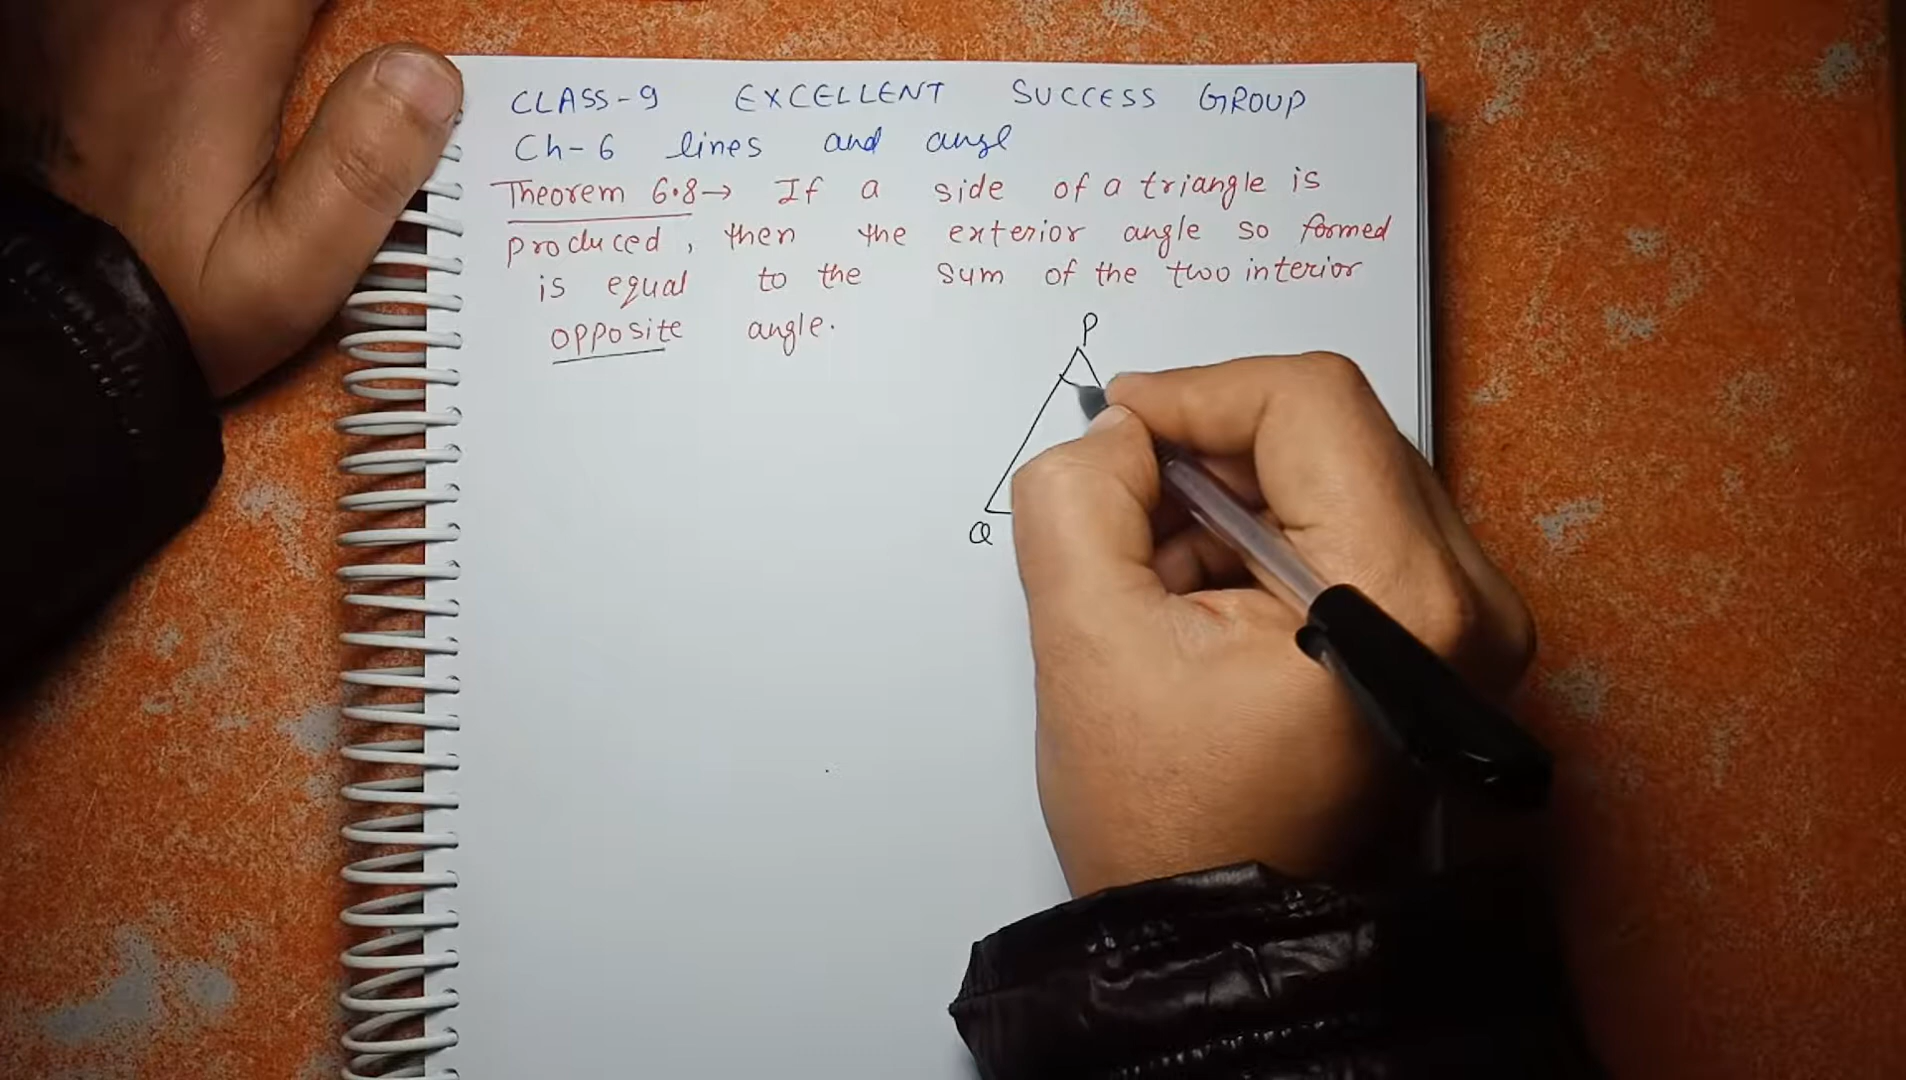 CLASS-9 EXCELLENT SUCCESS GROUP
Ch-6 lines and angl
Theorem 6.8→ If a side of a triangle is
produced, then the exterior angle so formed
is equal to the sum of the two interior
opposite angle.
P
Q